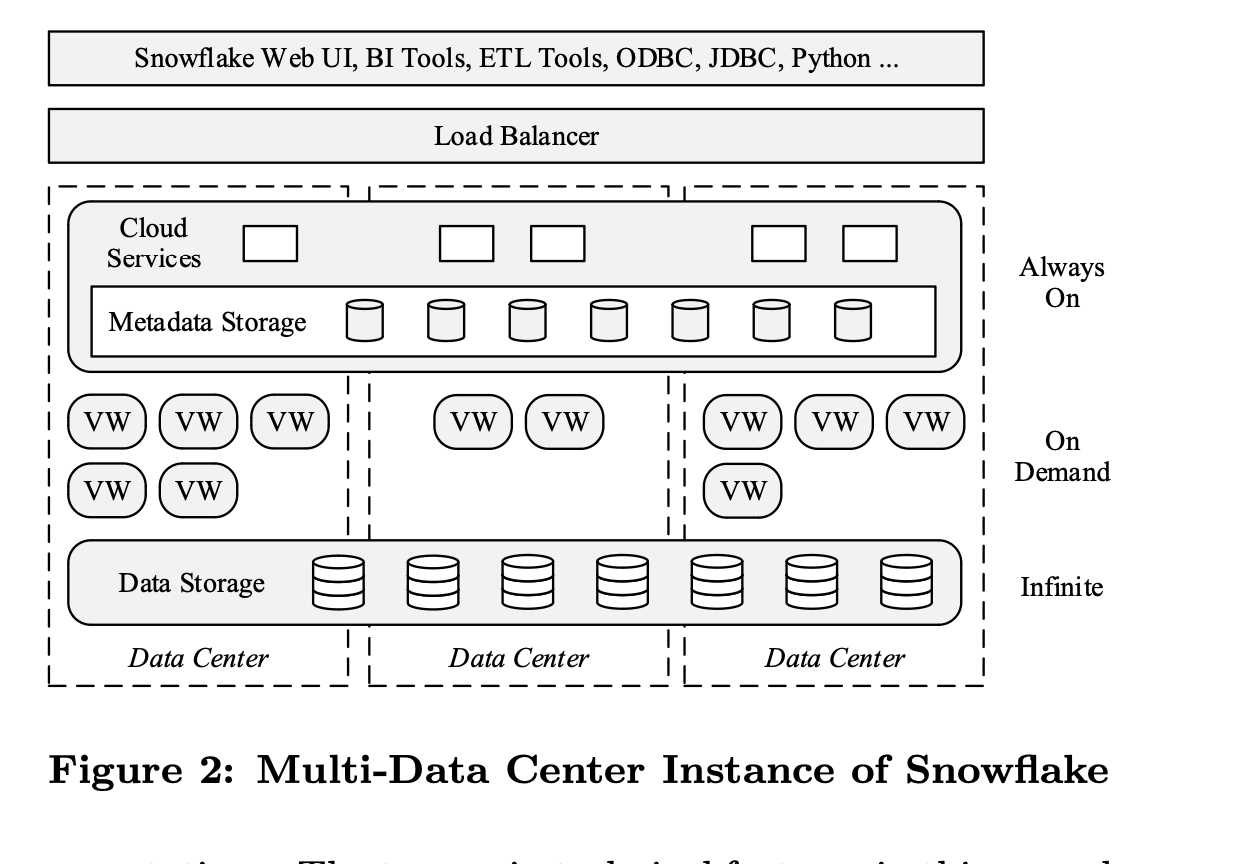 Snowflake Web UI, BI Tools, ETL Tools, ODBC, JDBC, Python ...
Load Balancer
Cloud
Services
Metadata Storage
Always
On
VW VW VW VW VW VW VW VW
VW VW VW
On
Demand
Data Storage
Infinite
Data Center Data Center Data Center
Figure 2: Multi-Data Center Instance of Snowflake